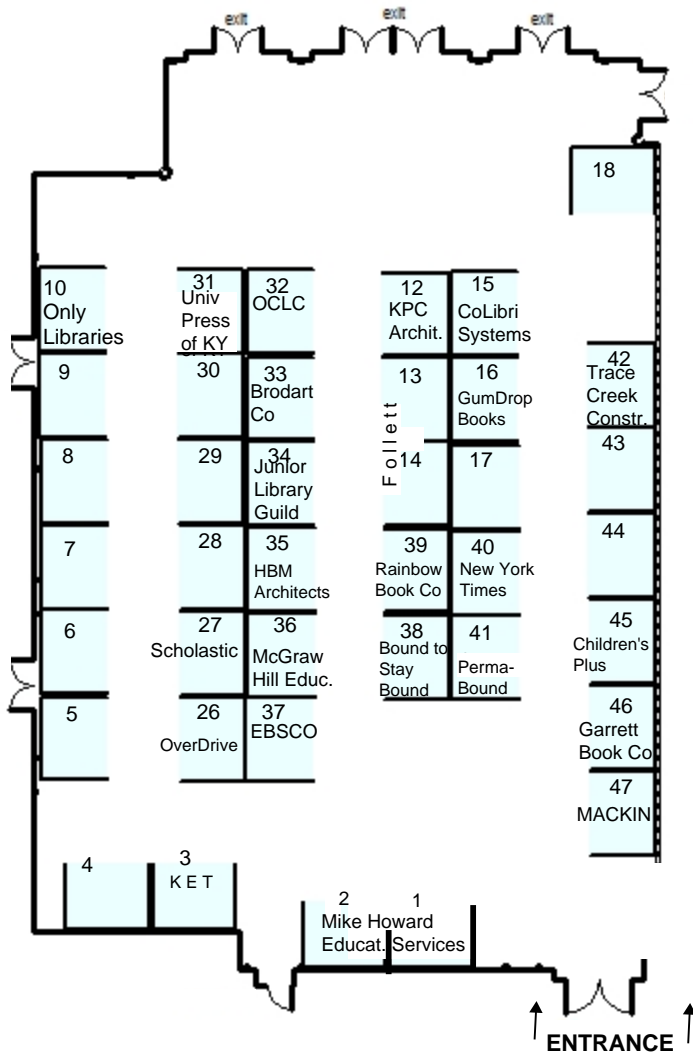 exit
exit
exit
18
10
Only
Libraries
31
Univ
Press
of KY
32
OCLC
12
KPC
Archit.
15
CoLibri
Systems
42
Trace
Creek
Constr.
9
30
33
Brodart
Co
13
16
GumDrop
Books
Follett
43
8
29
34
Junior
Library
Guild
14
17
44
7
28
35
HBM
Architects
39
Rainbow
Book Co
40
New York
Times
45
Children's
Plus
6
27
Scholastic
36
McGraw
Hill Educ.
38
Bound to
Stay
Bound
41
Perma-
Bound
46
Garrett
Book Co
5
26
OverDrive
37
EBSCO
47
MACKIN
4
3
K E T
2
1
Mike Howard
Educat. Services
ENTRANCE